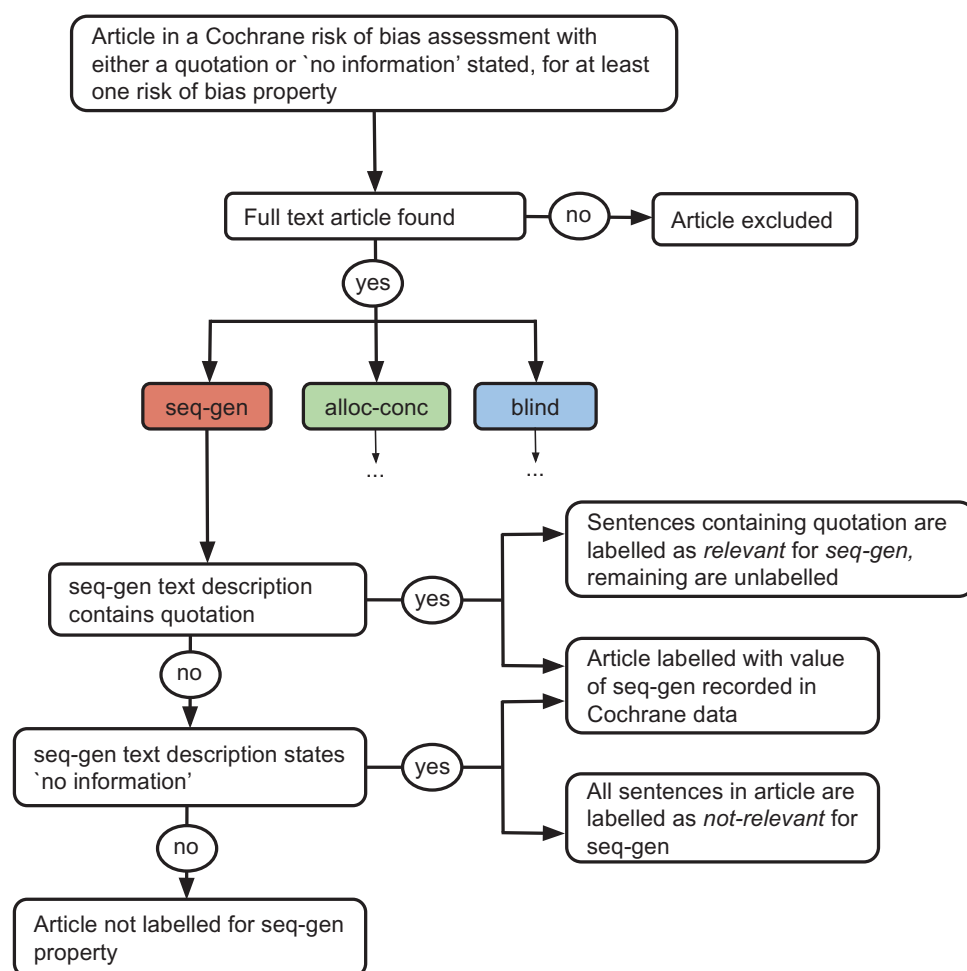 Article in a Cochrane risk of bias assessment with
either a quotation or `no information’ stated, for at least
one risk of bias property
Full text article found
no
Article excluded
yes
seq-gen
alloc-conc
blind
...
...
Sentences containing quotation are
labelled as relevant for seq-gen,
remaining are unlabelled
seq-gen text description
contains quotation
yes
no
Article labelled with value
of seq-gen recorded in
Cochrane data
seq-gen text description states
`no information’
yes
All sentences in article are
labelled as not-relevant for
seq-gen
no
Article not labelled for seq-gen
property